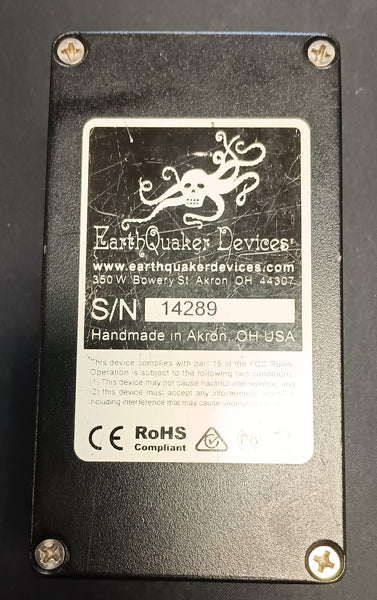 EarthQuaker Devices
www.earthquakerdevices.com
350 W. Bowery St. Akron, OH 44307
S/N 14289
Handmade in Akron, OH USA
This device complies with part 15 of the FCC Rules.
Operation is subject to the following two conditions:
(1) This device may not cause harmful interference, and
(2) this device must accept any interference received
including interference that may cause undesired
CE RoHS
Compliant
Pb